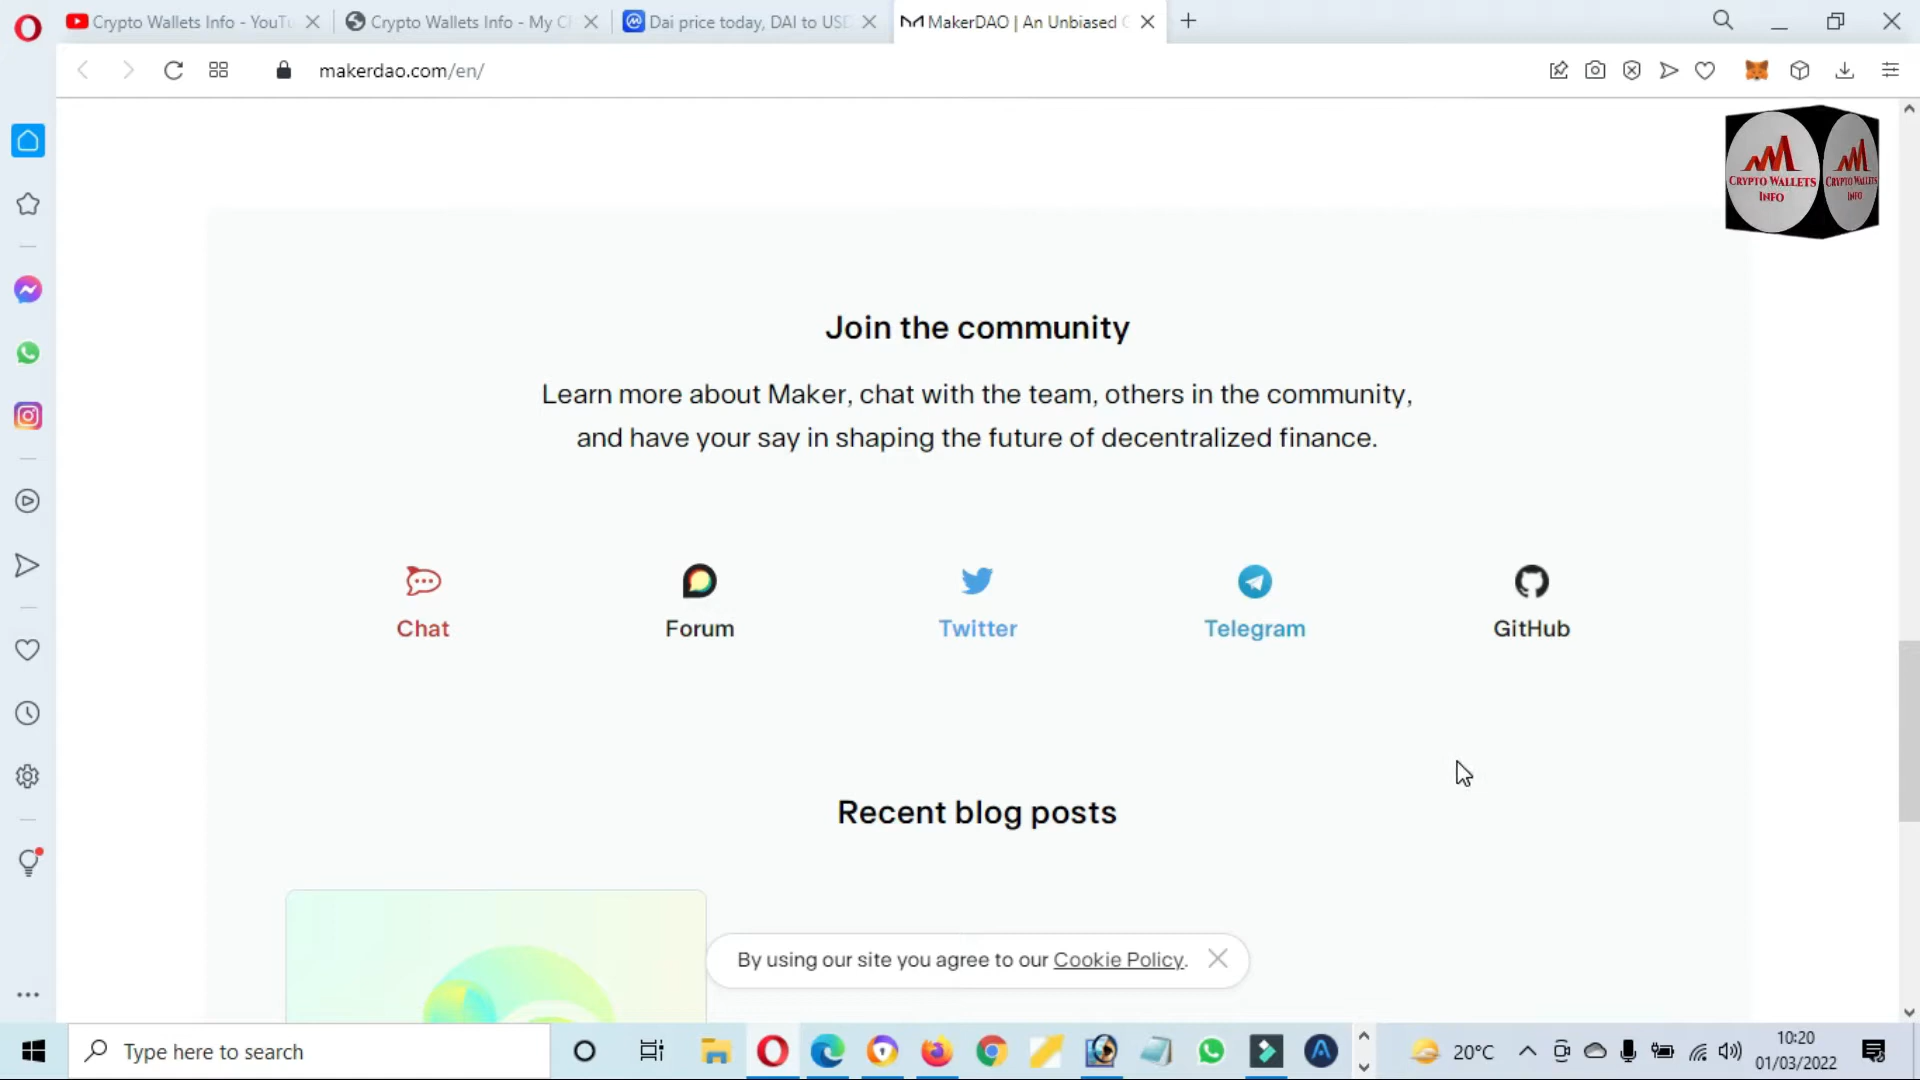 Crypto Wallets Info - YouTu
Crypto Wallets Info - My C
Dai price today, DAI to USD
MakerDAO | An Unbiased
makerdao.com/en/
CRYPTO WALLETS
INFO
CRYPTO WALLETS
INFO
Join the community
Learn more about Maker, chat with the team, others in the community,
and have your say in shaping the future of decentralized finance.
Chat
Forum
Twitter
Telegram
GitHub
Recent blog posts
By using our site you agree to our Cookie Policy.
Type here to search
20°C
10:20
01/03/2022